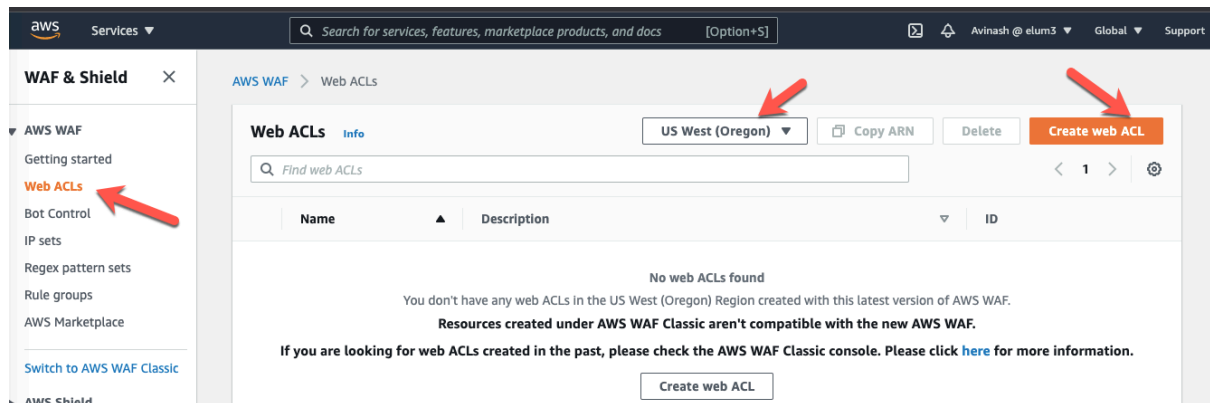 aws
Services ▼
Search for services, features, marketplace products, and docs [Option+S]
Avinash @ elum3 ▼
Global ▼
Support
WAF & Shield
AWS WAF
Getting started
Web ACLs
Bot Control
IP sets
Regex pattern sets
Rule groups
AWS Marketplace
Switch to AWS WAF Classic
AWS Shield
AWS WAF > Web ACLs
Web ACLs Info
US West (Oregon) ▼
Copy ARN
Delete
Create web ACL
Find web ACLs
< 1 >
Name ▲ Description ▽ ID
No web ACLs found
You don't have any web ACLs in the US West (Oregon) Region created with this latest version of AWS WAF.
Resources created under AWS WAF Classic aren't compatible with the new AWS WAF.
If you are looking for web ACLs created in the past, please check the AWS WAF Classic console. Please click here for more information.
Create web ACL